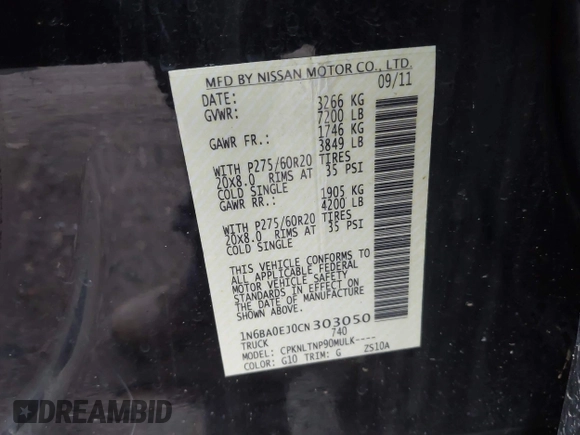 MFD BY NISSAN MOTOR CO., LTD.
DATE: 09/11
GVWR: 3266 KG
7200 LB
GAWR FR.: 1746 KG
3849 LB
WITH P275/60R20 TIRES
20X8.0 RIMS AT 35 PSI
COLD SINGLE
GAWR RR.: 1905 KG
4200 LB
WITH P275/60R20 TIRES
20X8.0 RIMS AT 35 PSI
COLD SINGLE
THIS VEHICLE CONFORMS TO
ALL APPLICABLE FEDERAL
MOTOR VEHICLE SAFETY
STANDARDS IN EFFECT ON
THE DATE OF MANUFACTURE
SHOWN ABOVE.
1N6BA0EJ0CN303050
TRUCK 740
MODEL: CPKNLTNP90MULK----
COLOR: G10 TRIM: G ZS10A
DREAMBID